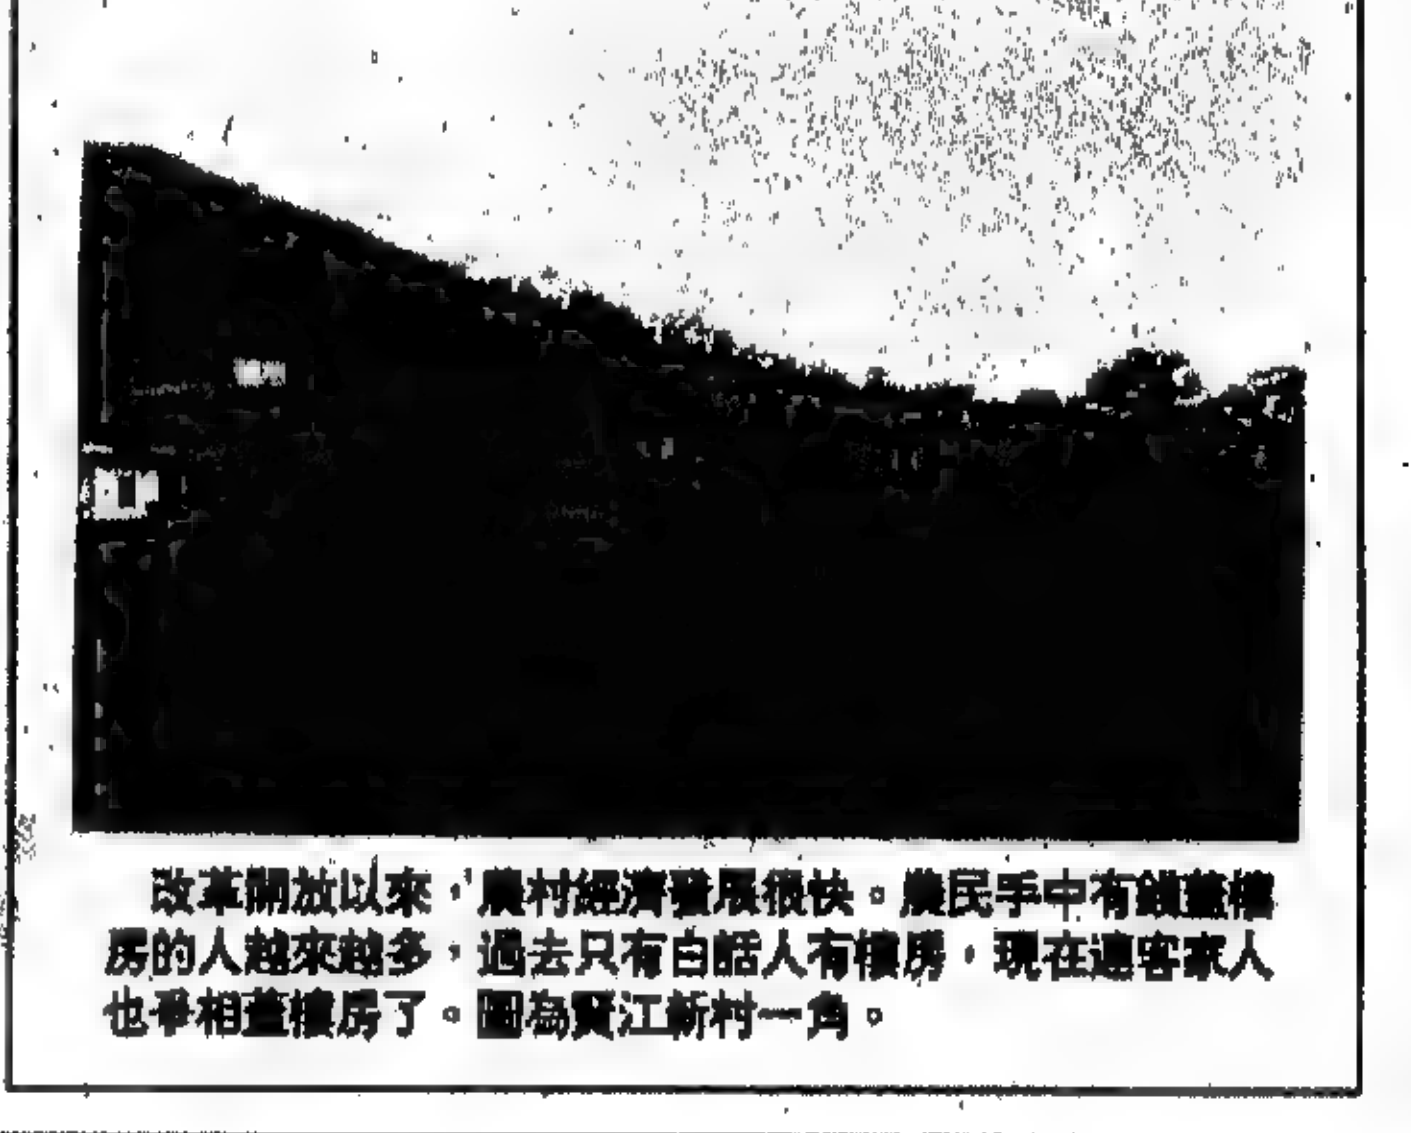 改革開放以來，農村經濟發展很快。農民手中有錢蓋樓
房的人越來越多，過去只有白話人有樓房，現在連客家人
也爭相蓋樓房了。圖為賢江新村一角。